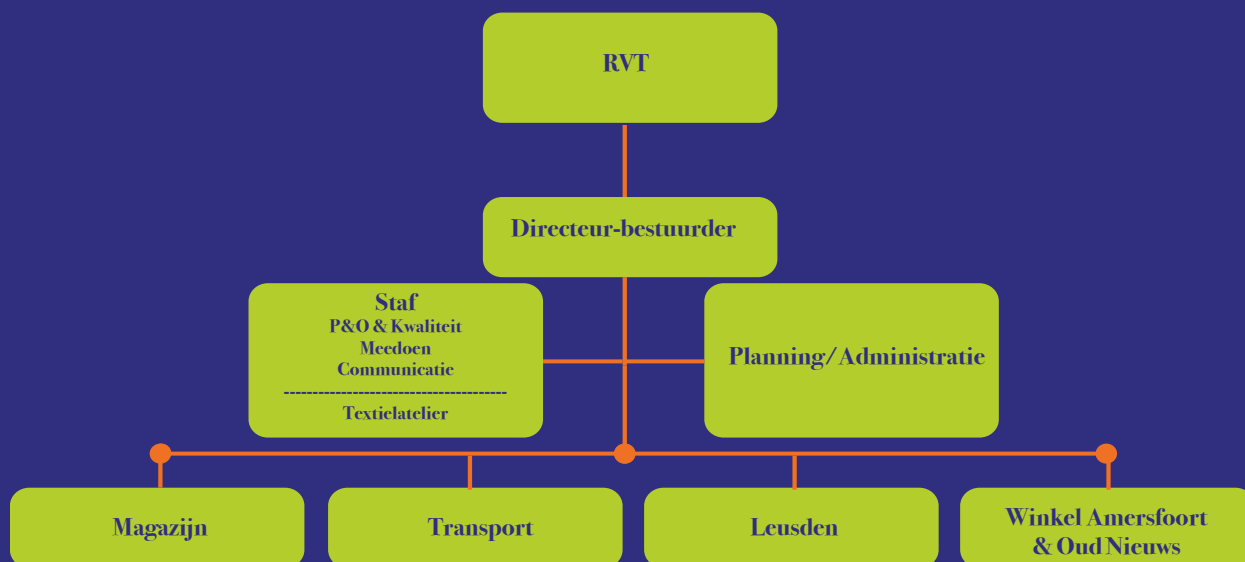 RVT
Directeur-bestuurder
Staf
P&O & Kwaliteit
Meedoen
Communicatie
---------------------------------------
Textielatelier
Planning/Administratie
Magazijn
Transport
Leusden
Winkel Amersfoort
& Oud Nieuws